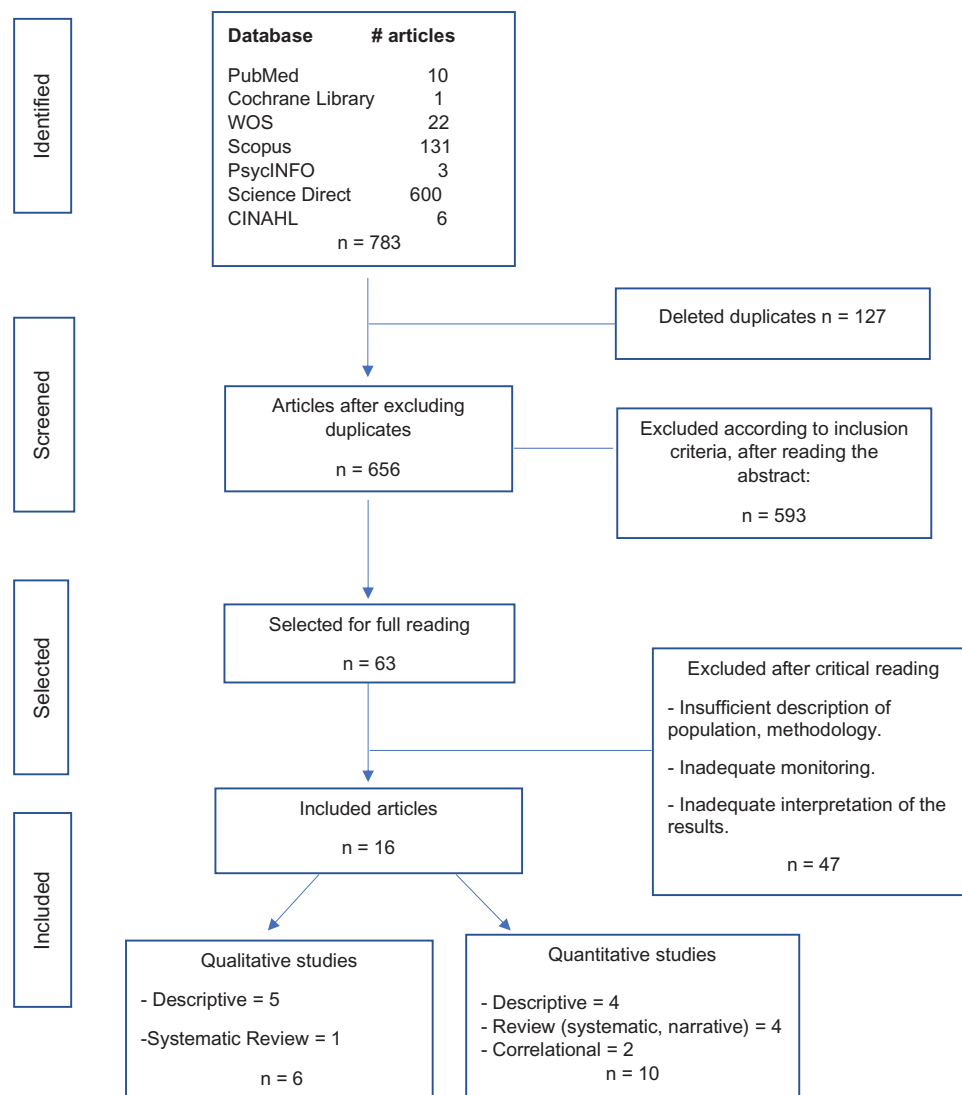 Identified
Database # articles
PubMed 10
Cochrane Library 1
WOS 22
Scopus 131
PsycINFO 3
Science Direct 600
CINAHL 6
n = 783
Deleted duplicates n = 127
Screened
Articles after excluding
duplicates
n = 656
Excluded according to inclusion
criteria, after reading the
abstract:
n = 593
Selected
Selected for full reading
n = 63
Excluded after critical reading
- Insufficient description of
population, methodology.
- Inadequate monitoring.
- Inadequate interpretation of the
results.
n = 47
Included
Included articles
n = 16
Qualitative studies
- Descriptive = 5
-Systematic Review = 1
n = 6
Quantitative studies
- Descriptive = 4
- Review (systematic, narrative) = 4
- Correlational = 2
n = 10